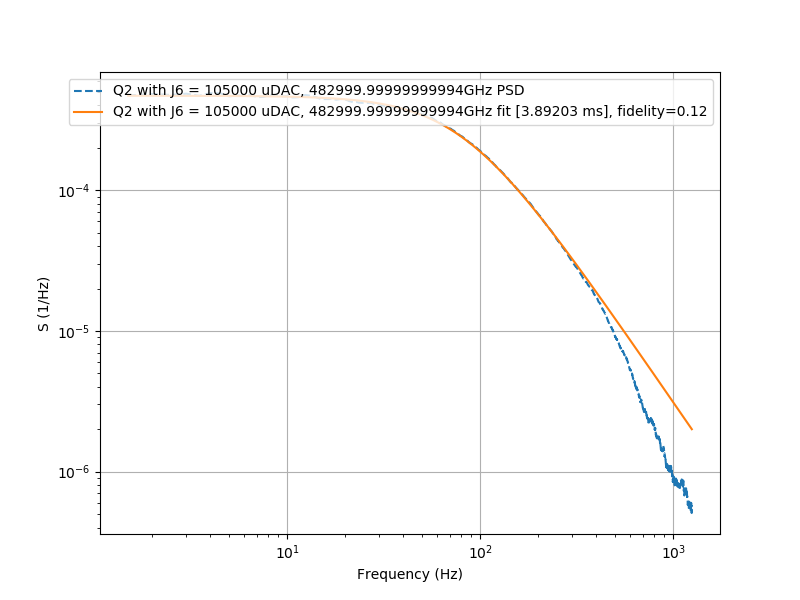 Q2 with J6 = 105000 uDAC, 482999.99999999994GHz PSD
Q2 with J6 = 105000 uDAC, 482999.99999999994GHz fit [3.89203 ms], fidelity=0.12
S (1/Hz)
10⁻⁴
10⁻⁵
10⁻⁶
10¹ 10² 10³
Frequency (Hz)